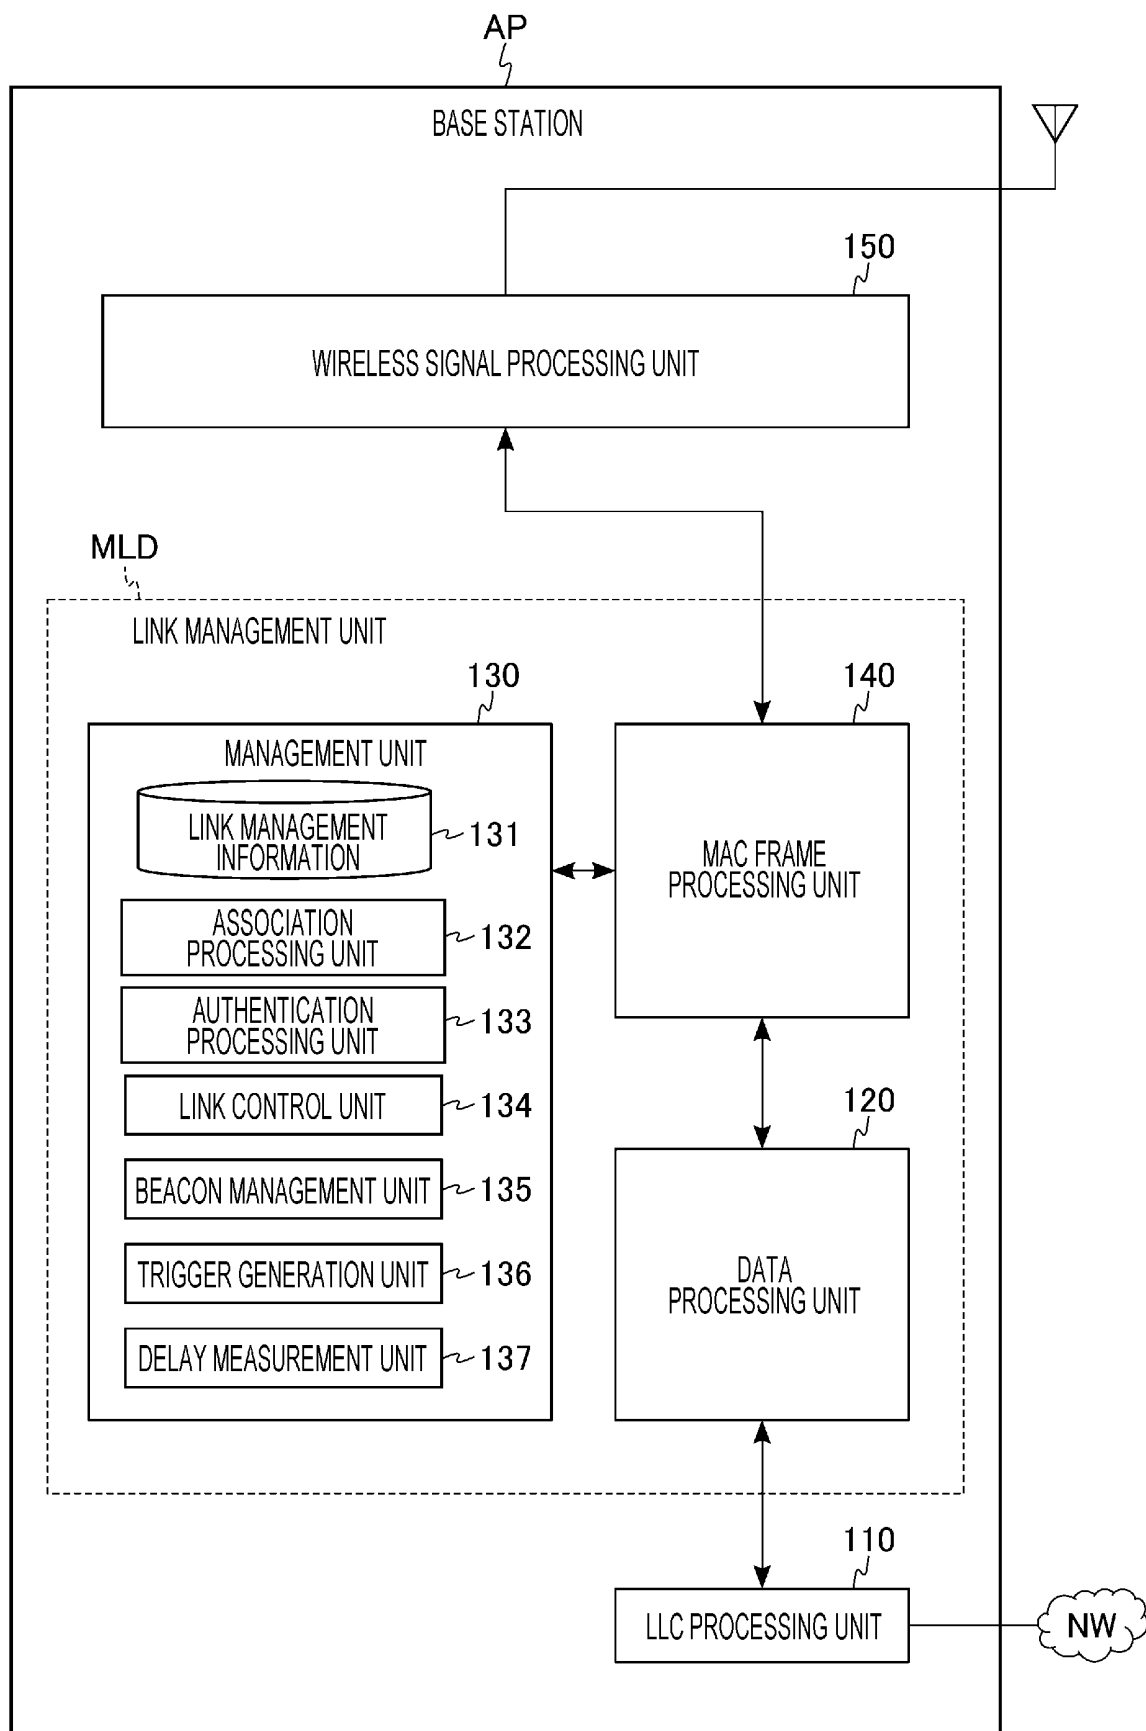 AP
BASE STATION
150
WIRELESS SIGNAL PROCESSING UNIT
MLD
LINK MANAGEMENT UNIT
130
MANAGEMENT UNIT
LINK MANAGEMENT
INFORMATION
131
ASSOCIATION
PROCESSING UNIT
132
AUTHENTICATION
PROCESSING UNIT
133
LINK CONTROL UNIT
134
BEACON MANAGEMENT UNIT
135
TRIGGER GENERATION UNIT
136
DELAY MEASUREMENT UNIT
137
140
MAC FRAME
PROCESSING UNIT
120
DATA
PROCESSING UNIT
110
LLC PROCESSING UNIT
NW